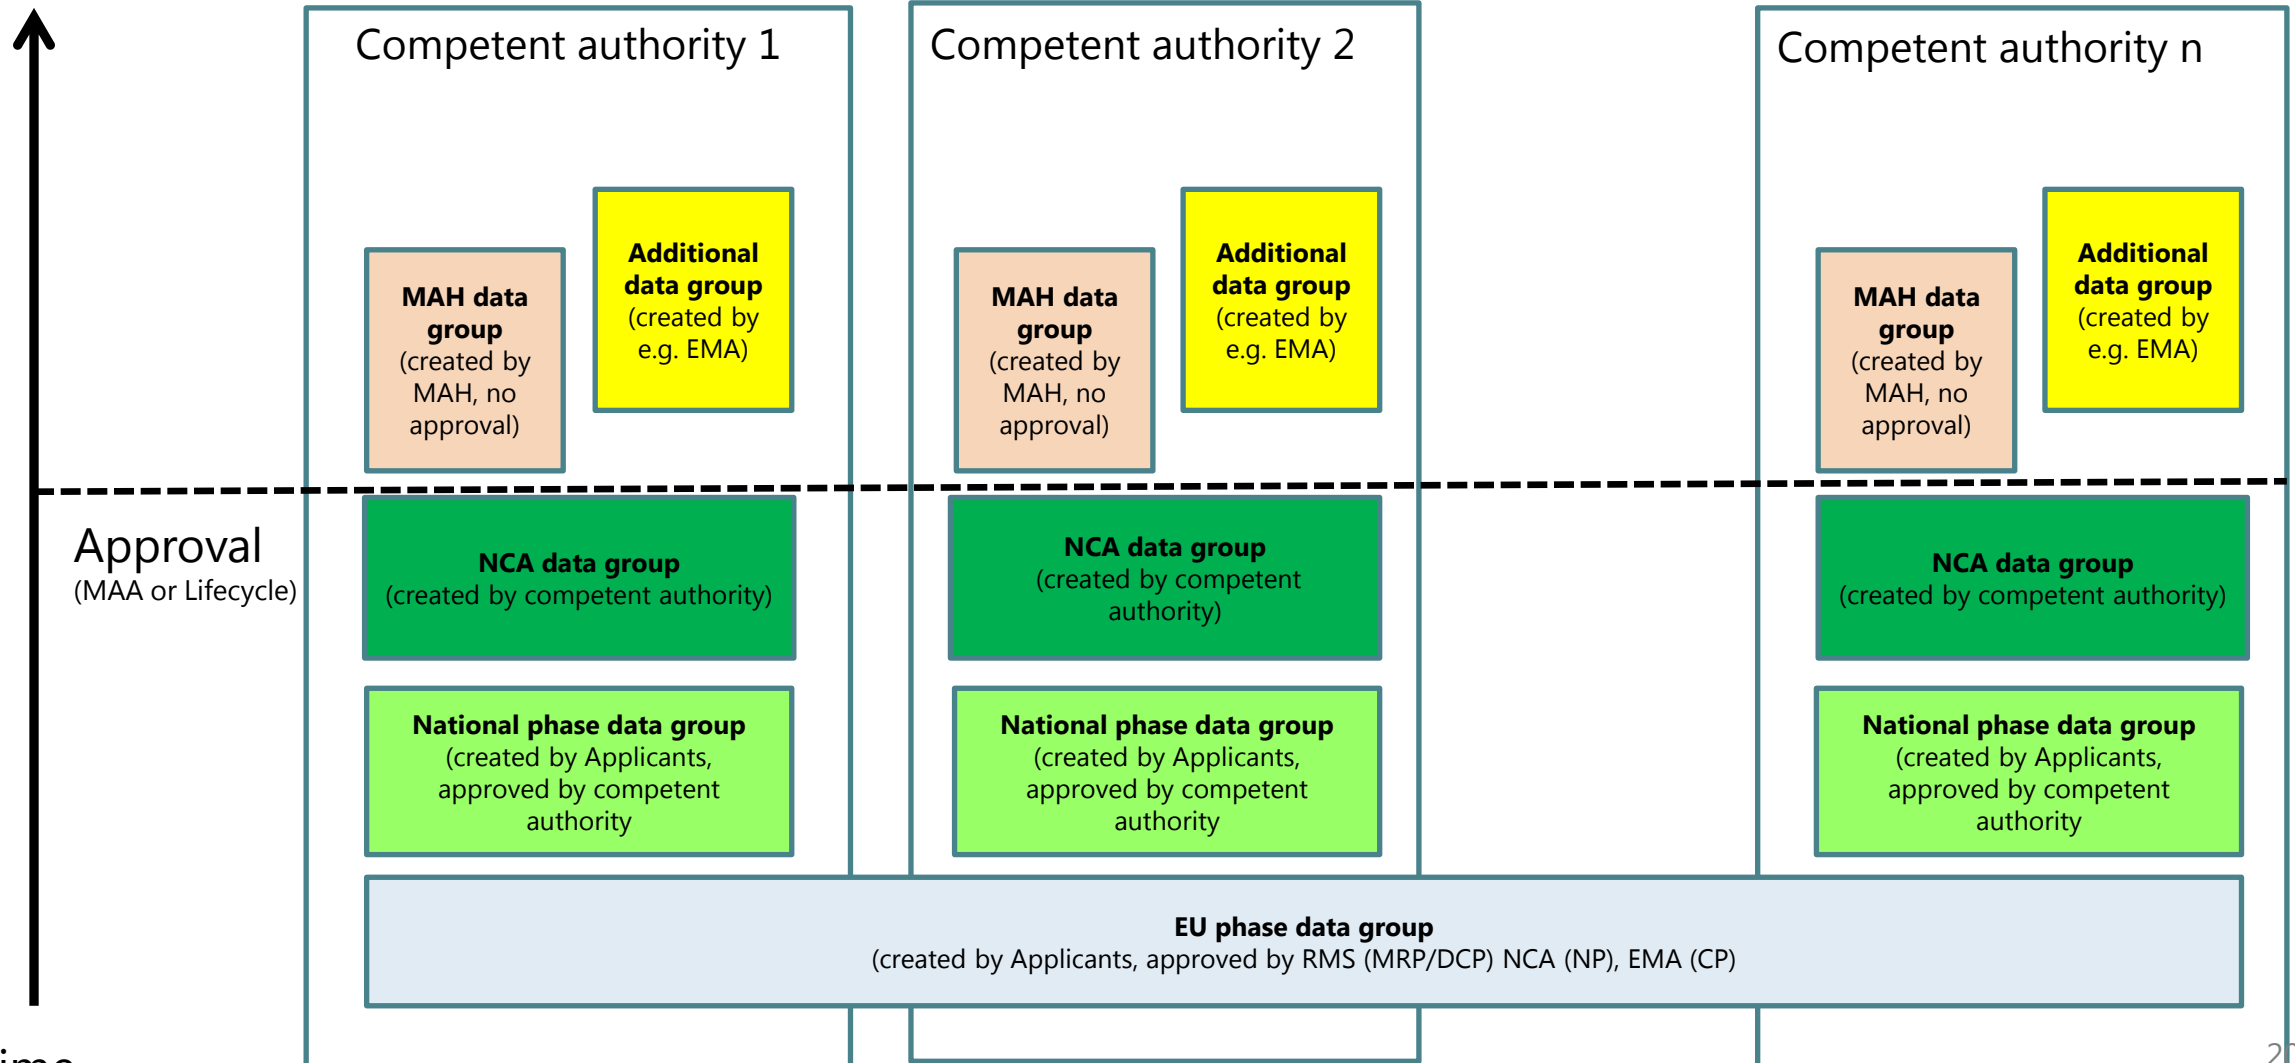 Competent authority 1
Competent authority 2
Competent authority n
MAH data
group
(created by
MAH, no
approval)
Additional
data group
(created by
e.g. EMA)
MAH data
group
(created by
MAH, no
approval)
Additional
data group
(created by
e.g. EMA)
MAH data
group
(created by
MAH, no
approval)
Additional
data group
(created by
e.g. EMA)
Approval
(MAA or Lifecycle)
NCA data group
(created by competent authority)
NCA data group
(created by competent
authority)
NCA data group
(created by competent authority)
National phase data group
(created by Applicants,
approved by competent
authority
National phase data group
(created by Applicants,
approved by competent
authority
National phase data group
(created by Applicants,
approved by competent
authority
EU phase data group
(created by Applicants, approved by RMS (MRP/DCP) NCA (NP), EMA (CP)